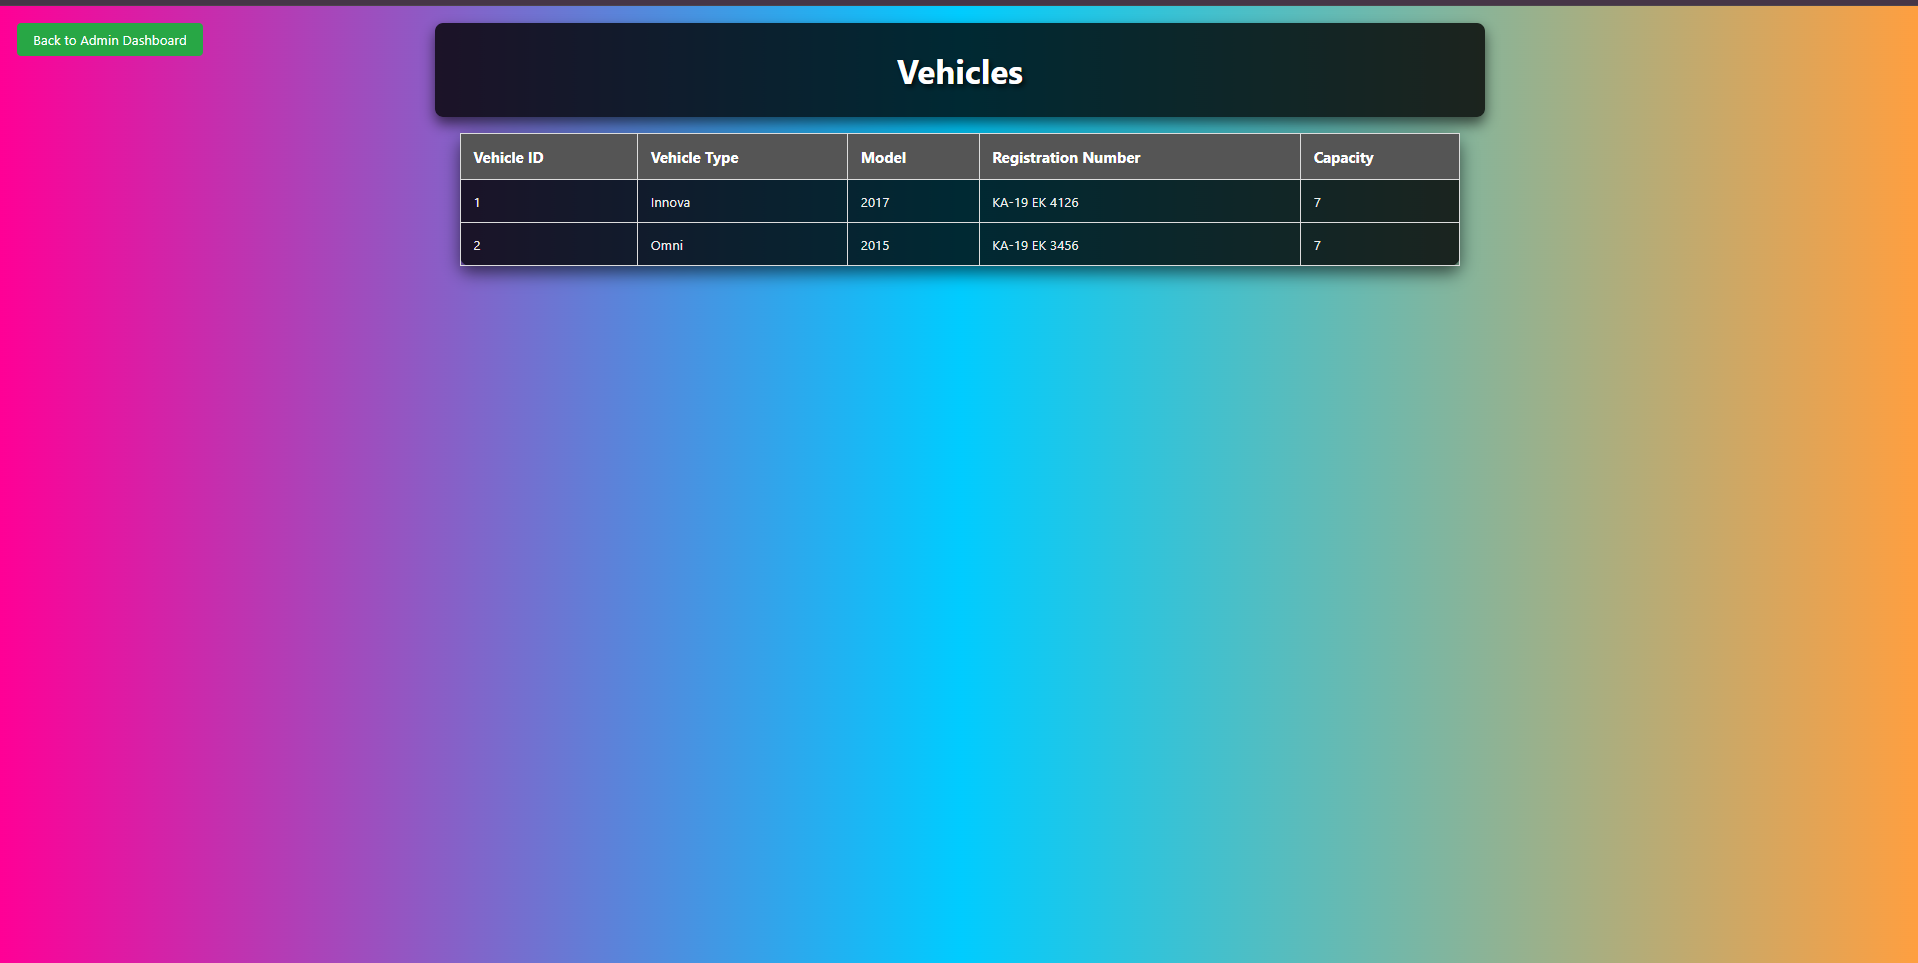 Back to Admin Dashboard
Vehicles
Vehicle ID Vehicle Type Model Registration Number Capacity
1 Innova 2017 KA-19 EK 4126 7
2 Omni 2015 KA-19 EK 3456 7